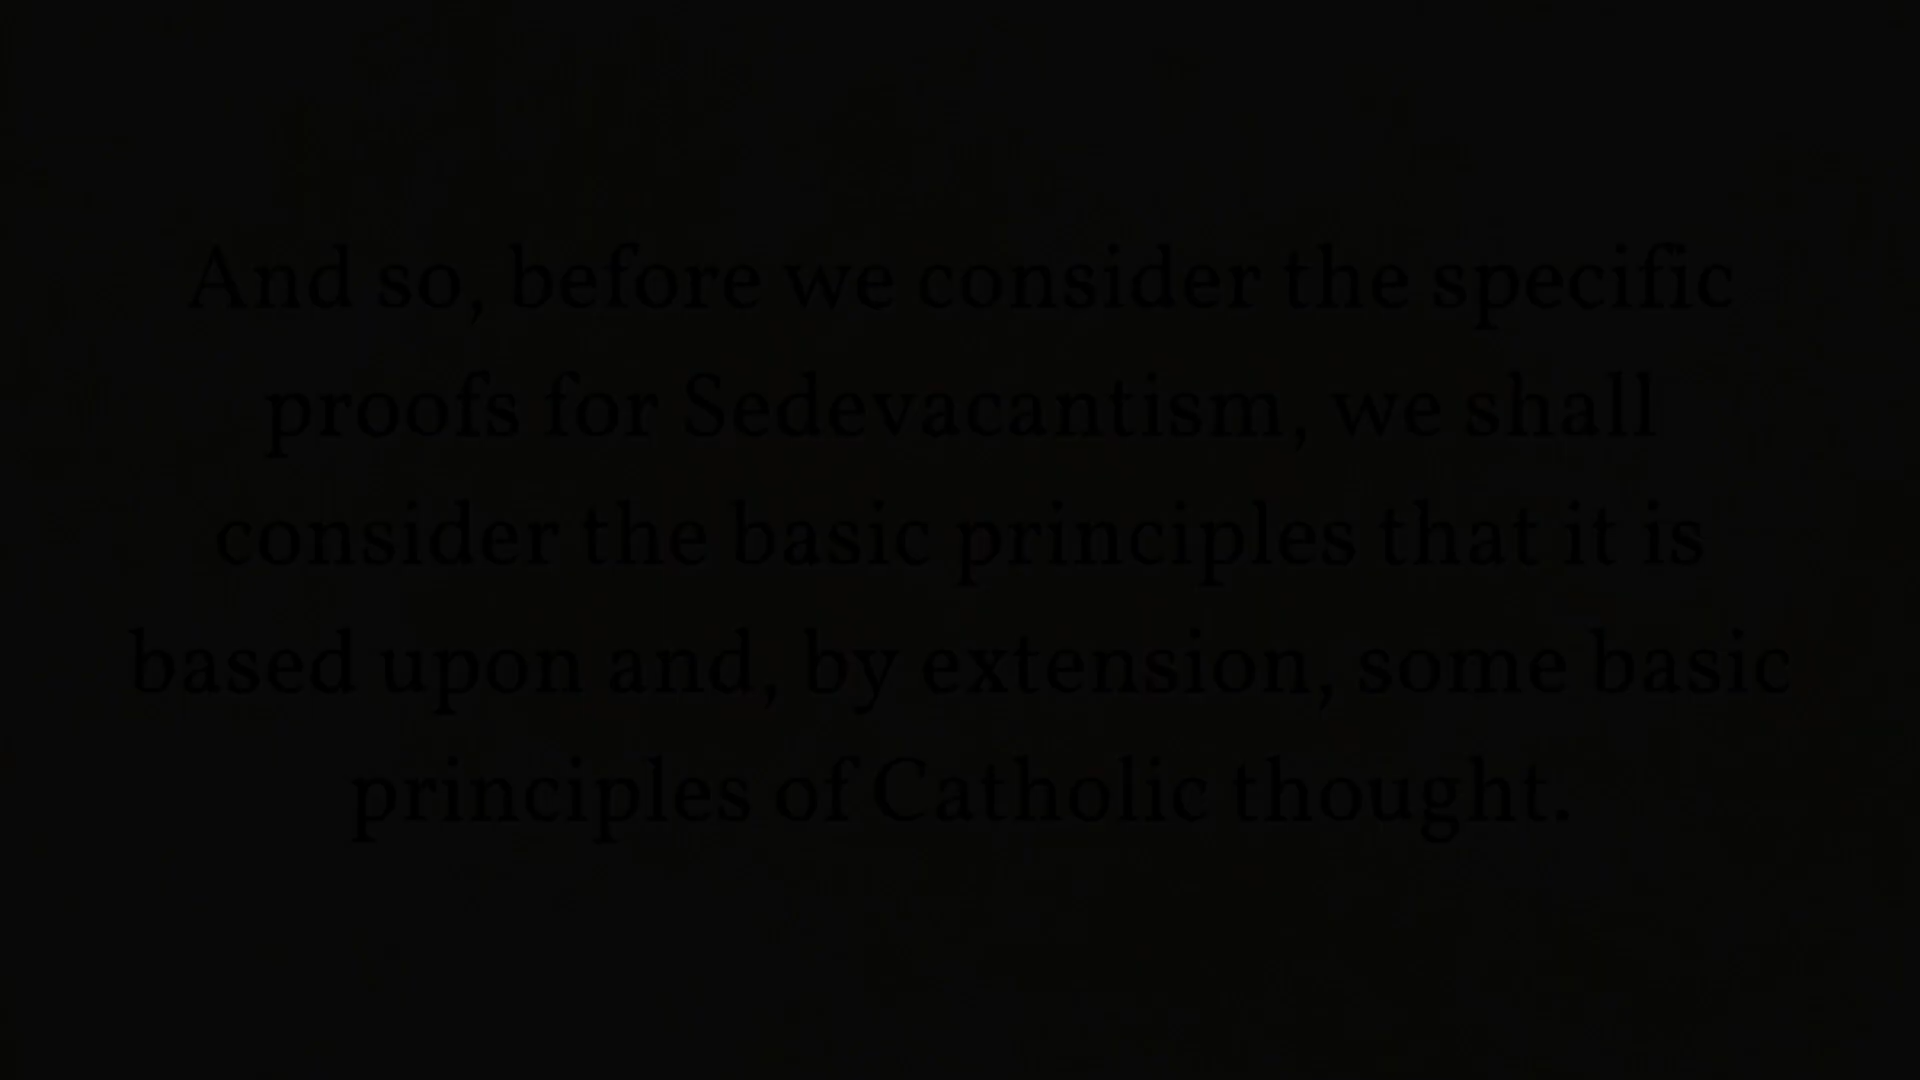 And so, before we consider the specific
proofs for Sedevacantism, we shall
consider the basic principles that it is
based upon and, by extension, some basic
principles of Catholic thought.